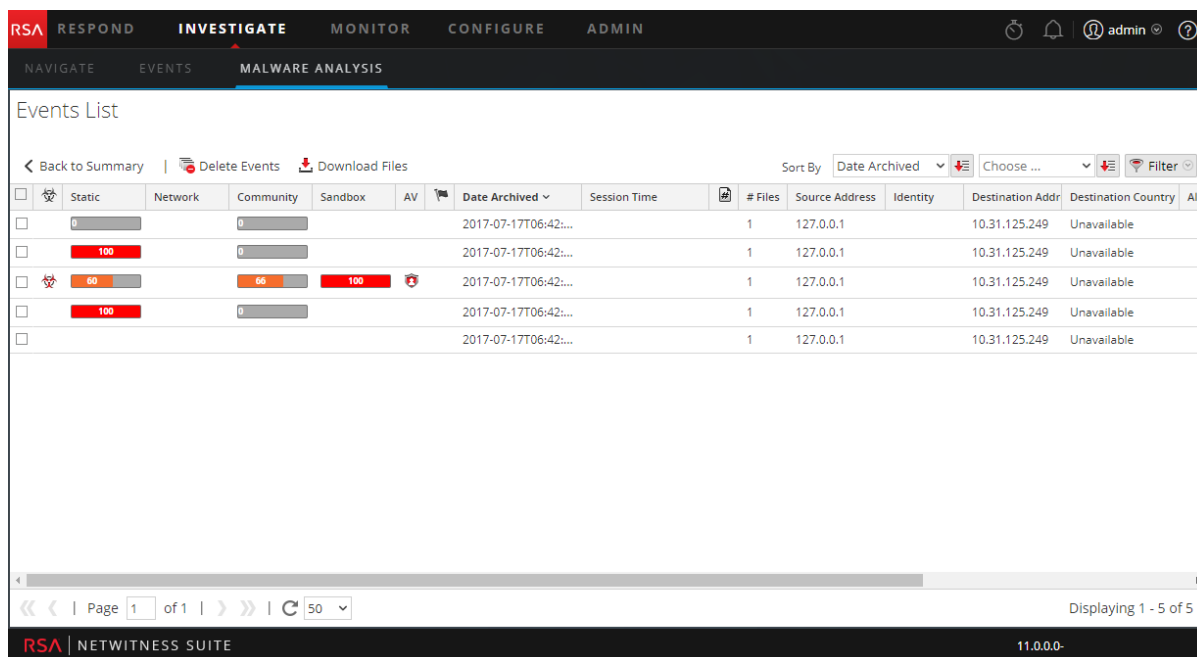 RSA RESPOND INVESTIGATE MONITOR CONFIGURE ADMIN admin ?
NAVIGATE EVENTS MALWARE ANALYSIS
Events List
Back to Summary | Delete Events Download Files Sort By Date Archived Choose ... Filter
Static Network Community Sandbox AV Date Archived Session Time # # Files Source Address Identity Destination Addr Destination Country Al
0 0 2017-07-17T06:42:... 1 127.0.0.1 10.31.125.249 Unavailable
100 0 2017-07-17T06:42:... 1 127.0.0.1 10.31.125.249 Unavailable
60 66 100 2017-07-17T06:42:... 1 127.0.0.1 10.31.125.249 Unavailable
100 0 2017-07-17T06:42:... 1 127.0.0.1 10.31.125.249 Unavailable
2017-07-17T06:42:... 1 127.0.0.1 10.31.125.249 Unavailable
| Page 1 of 1 | | 50 Displaying 1 - 5 of 5
RSA | NETWITNESS SUITE 11.0.0.0-